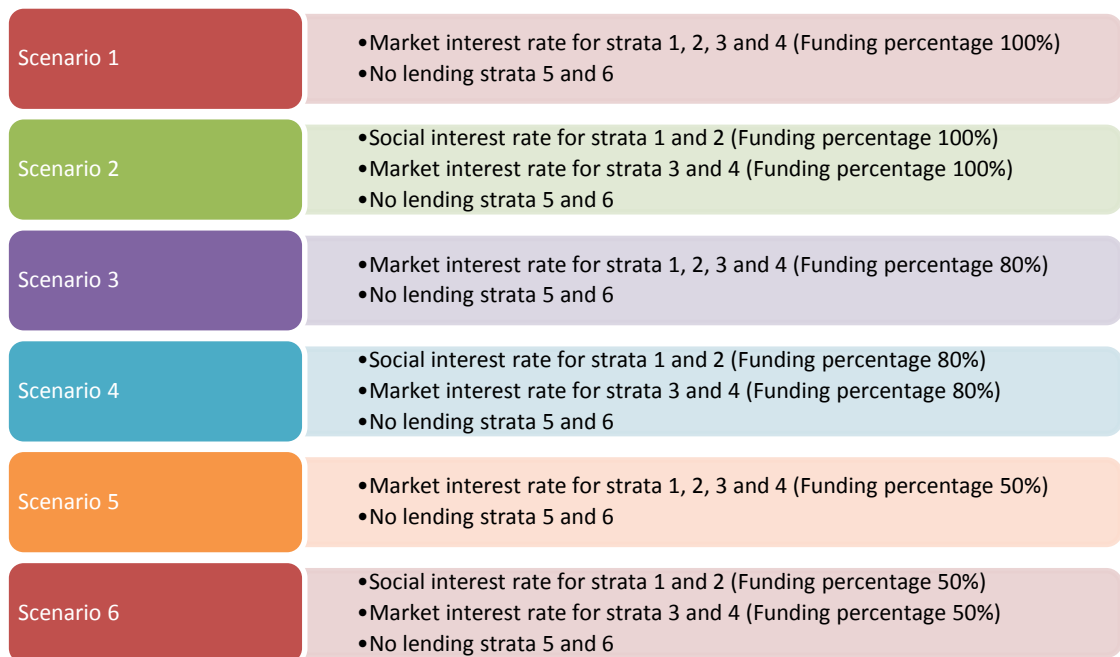 Scenario 1
•Market interest rate for strata 1, 2, 3 and 4 (Funding percentage 100%)
•No lending strata 5 and 6
Scenario 2
•Social interest rate for strata 1 and 2 (Funding percentage 100%)
•Market interest rate for strata 3 and 4 (Funding percentage 100%)
•No lending strata 5 and 6
Scenario 3
•Market interest rate for strata 1, 2, 3 and 4 (Funding percentage 80%)
•No lending strata 5 and 6
Scenario 4
•Social interest rate for strata 1 and 2 (Funding percentage 80%)
•Market interest rate for strata 3 and 4 (Funding percentage 80%)
•No lending strata 5 and 6
Scenario 5
•Market interest rate for strata 1, 2, 3 and 4 (Funding percentage 50%)
•No lending strata 5 and 6
Scenario 6
•Social interest rate for strata 1 and 2 (Funding percentage 50%)
•Market interest rate for strata 3 and 4 (Funding percentage 50%)
•No lending strata 5 and 6